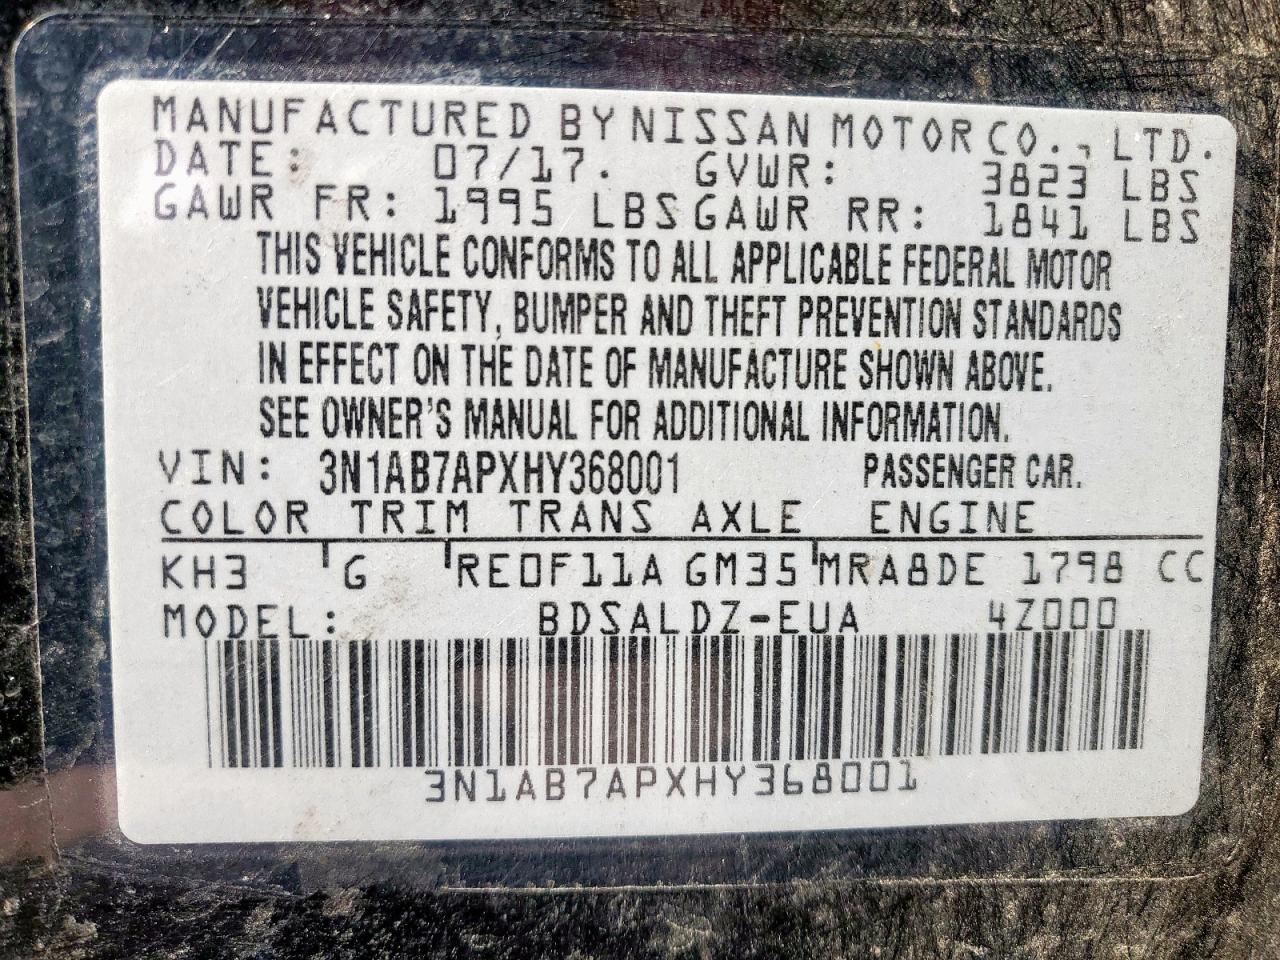 MANUFACTURED BY NISSAN MOTOR CO., LTD.
DATE: 07/17. GVWR: 3823 LBS
GAWR FR: 1995 LBS GAWR RR: 1841 LBS
THIS VEHICLE CONFORMS TO ALL APPLICABLE FEDERAL MOTOR
VEHICLE SAFETY, BUMPER AND THEFT PREVENTION STANDARDS
IN EFFECT ON THE DATE OF MANUFACTURE SHOWN ABOVE.
SEE OWNER'S MANUAL FOR ADDITIONAL INFORMATION.
VIN: 3N1AB7APXHY368001 PASSENGER CAR.
COLOR TRIM TRANS AXLE ENGINE
KH3 G RE0F11A GM35 MRA8DE 1798 CC
MODEL: BDSALDZ-EUA 4Z000
3N1AB7APXHY368001